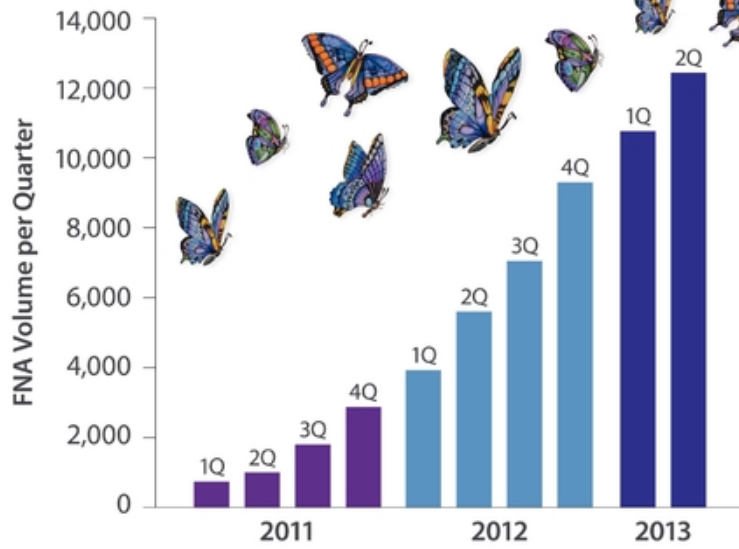 FNA Volume per Quarter
14,000
12,000
10,000
8,000
6,000
4,000
2,000
0
1Q
2Q
3Q
4Q
1Q
2Q
3Q
4Q
1Q
2Q
2011
2012
2013